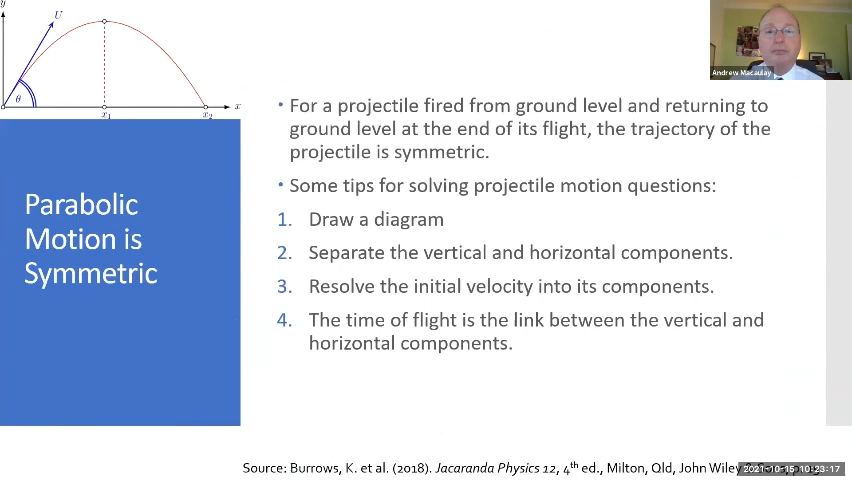 y
U
θ
x
x₁
x₂
Andrew Macaulay
• For a projectile fired from ground level and returning to
ground level at the end of its flight, the trajectory of the
projectile is symmetric.
• Some tips for solving projectile motion questions:
1. Draw a diagram
2. Separate the vertical and horizontal components.
3. Resolve the initial velocity into its components.
4. The time of flight is the link between the vertical and
horizontal components.
Parabolic
Motion is
Symmetric
Source: Burrows, K. et al. (2018). Jacaranda Physics 12, 4th ed., Milton, Qld, John Wiley
2021-10-15 10:23:17